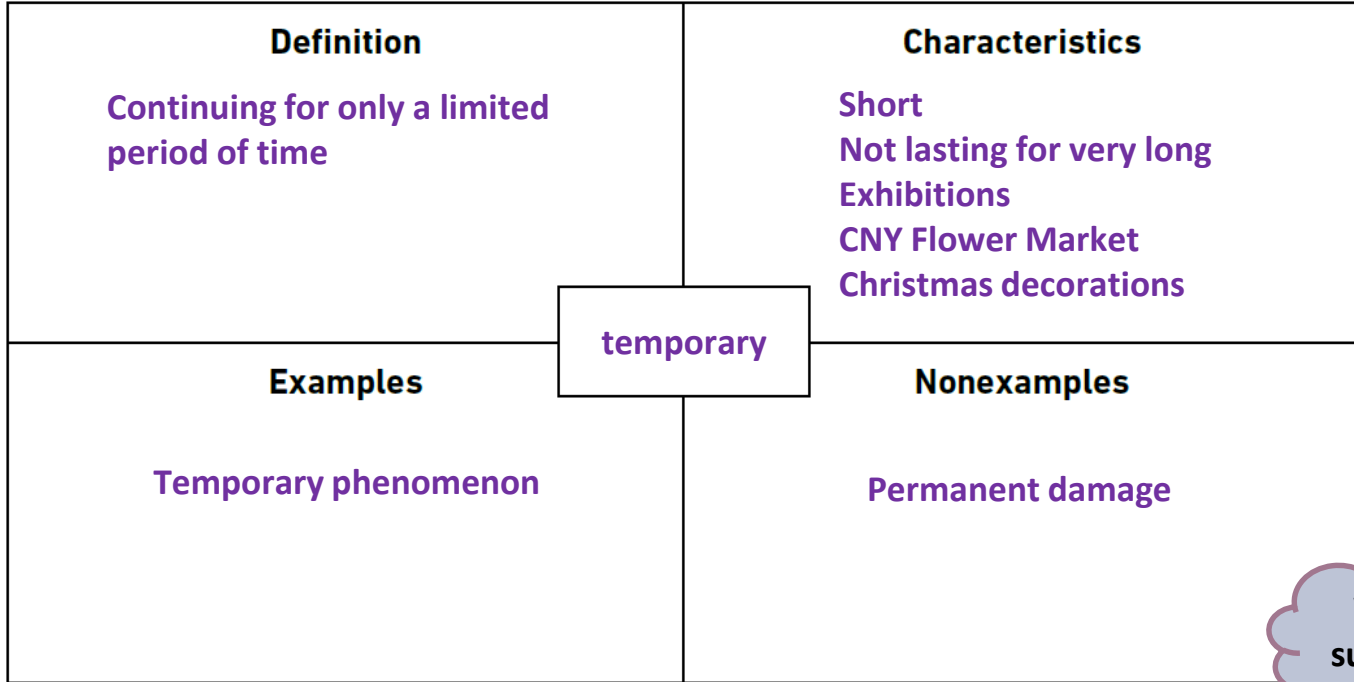 Definition
Continuing for only a limited
period of time
Characteristics
Short
Not lasting for very long
Exhibitions
CNY Flower Market
Christmas decorations
temporary
Examples
Temporary phenomenon
Nonexamples
Permanent damage